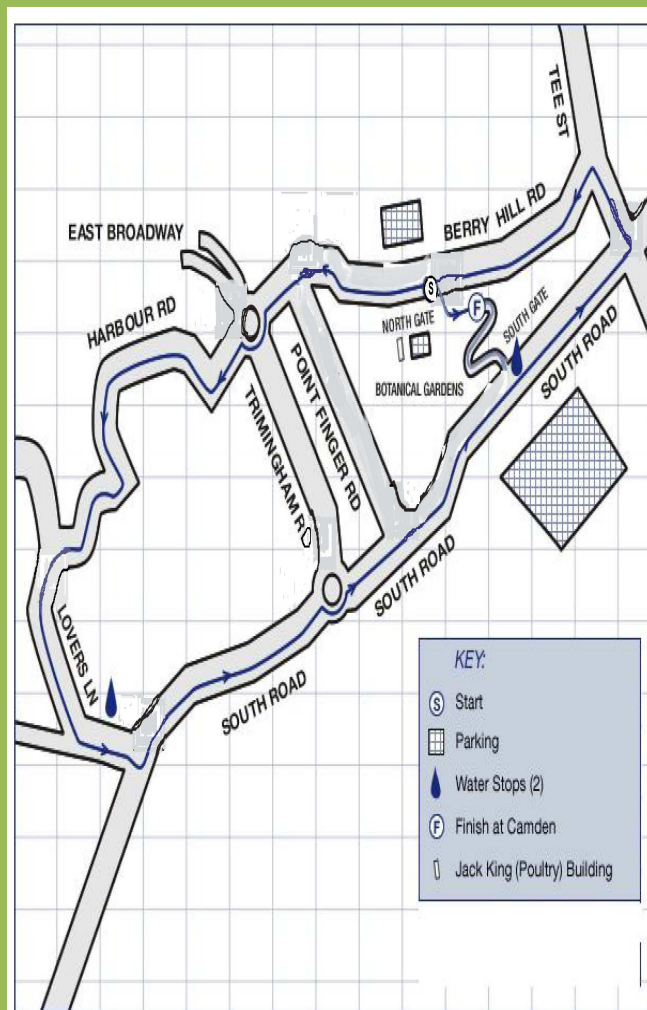 TEE ST
BERRY HILL RD
EAST BROADWAY
HARBOUR RD
S
F
NORTH GATE
SOUTH GATE
BOTANICAL GARDENS
SOUTH ROAD
POINT FINGER RD
TRIMINGHAM RD
SOUTH ROAD
LOVERS LN
SOUTH ROAD
KEY:
S Start
Parking
Water Stops (2)
F Finish at Camden
Jack King (Poultry) Building